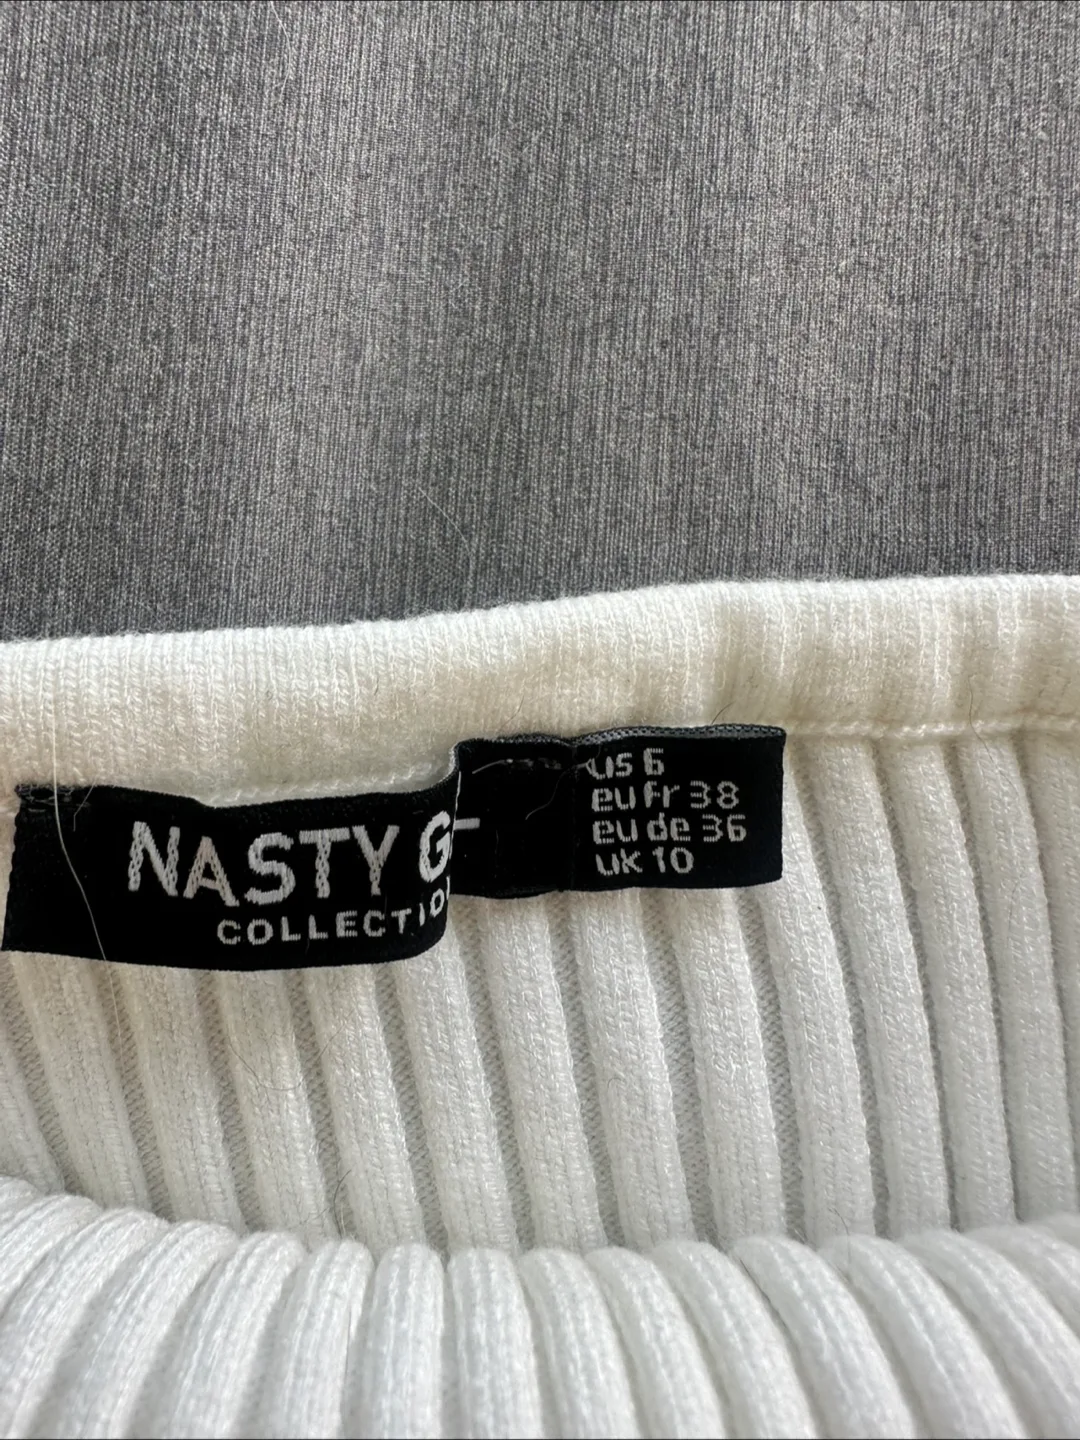 NASTY G
COLLECTIO
us 6
eu fr 38
eu de 36
uk 10